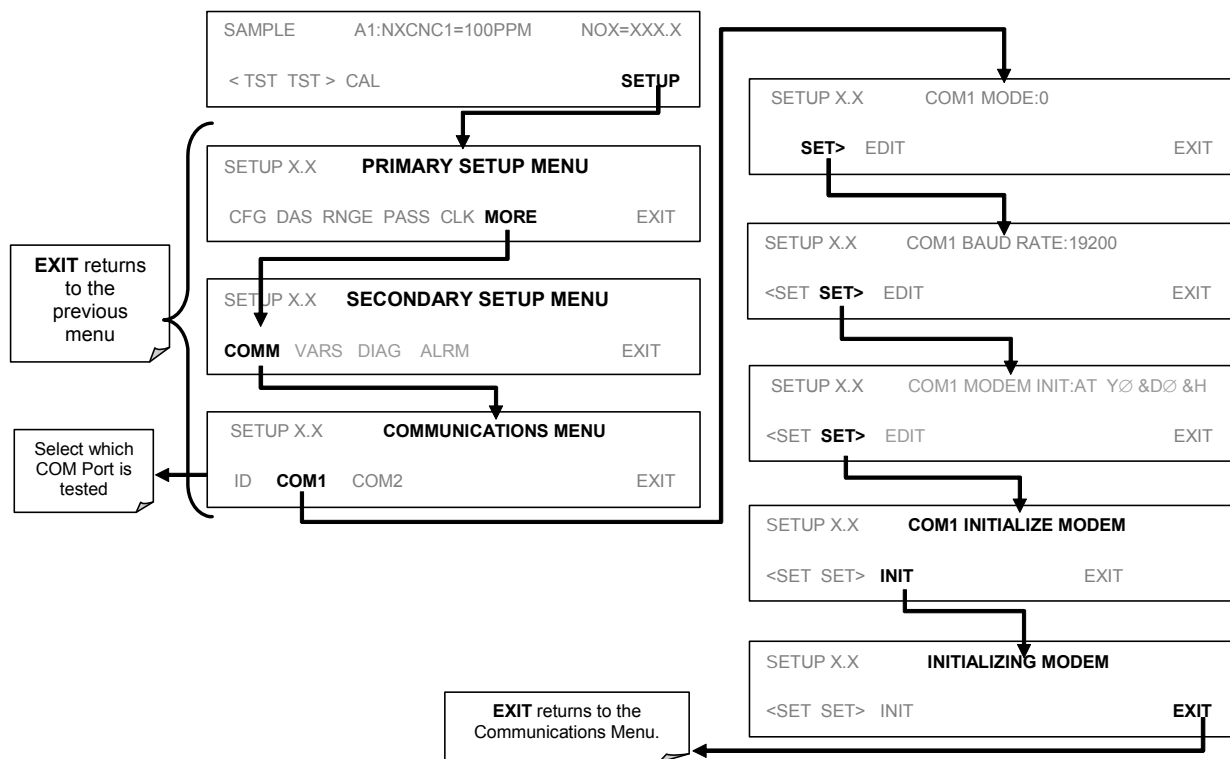 SAMPLE A1:NXCNC1=100PPM NOX=XXX.X
< TST TST > CAL SETUP
SETUP X.X PRIMARY SETUP MENU
CFG DAS RNGE PASS CLK MORE EXIT
EXIT returns
to the
previous
menu
SETUP X.X SECONDARY SETUP MENU
COMM VARS DIAG ALRM EXIT
Select which
COM Port is
tested
SETUP X.X COMMUNICATIONS MENU
ID COM1 COM2 EXIT
SETUP X.X COM1 MODE:0
SET> EDIT EXIT
SETUP X.X COM1 BAUD RATE:19200
<SET SET> EDIT EXIT
SETUP X.X COM1 MODEM INIT:AT Y∅ &D∅ &H
<SET SET> EDIT EXIT
SETUP X.X COM1 INITIALIZE MODEM
<SET SET> INIT EXIT
SETUP X.X INITIALIZING MODEM
<SET SET> INIT EXIT
EXIT returns to the
Communications Menu.